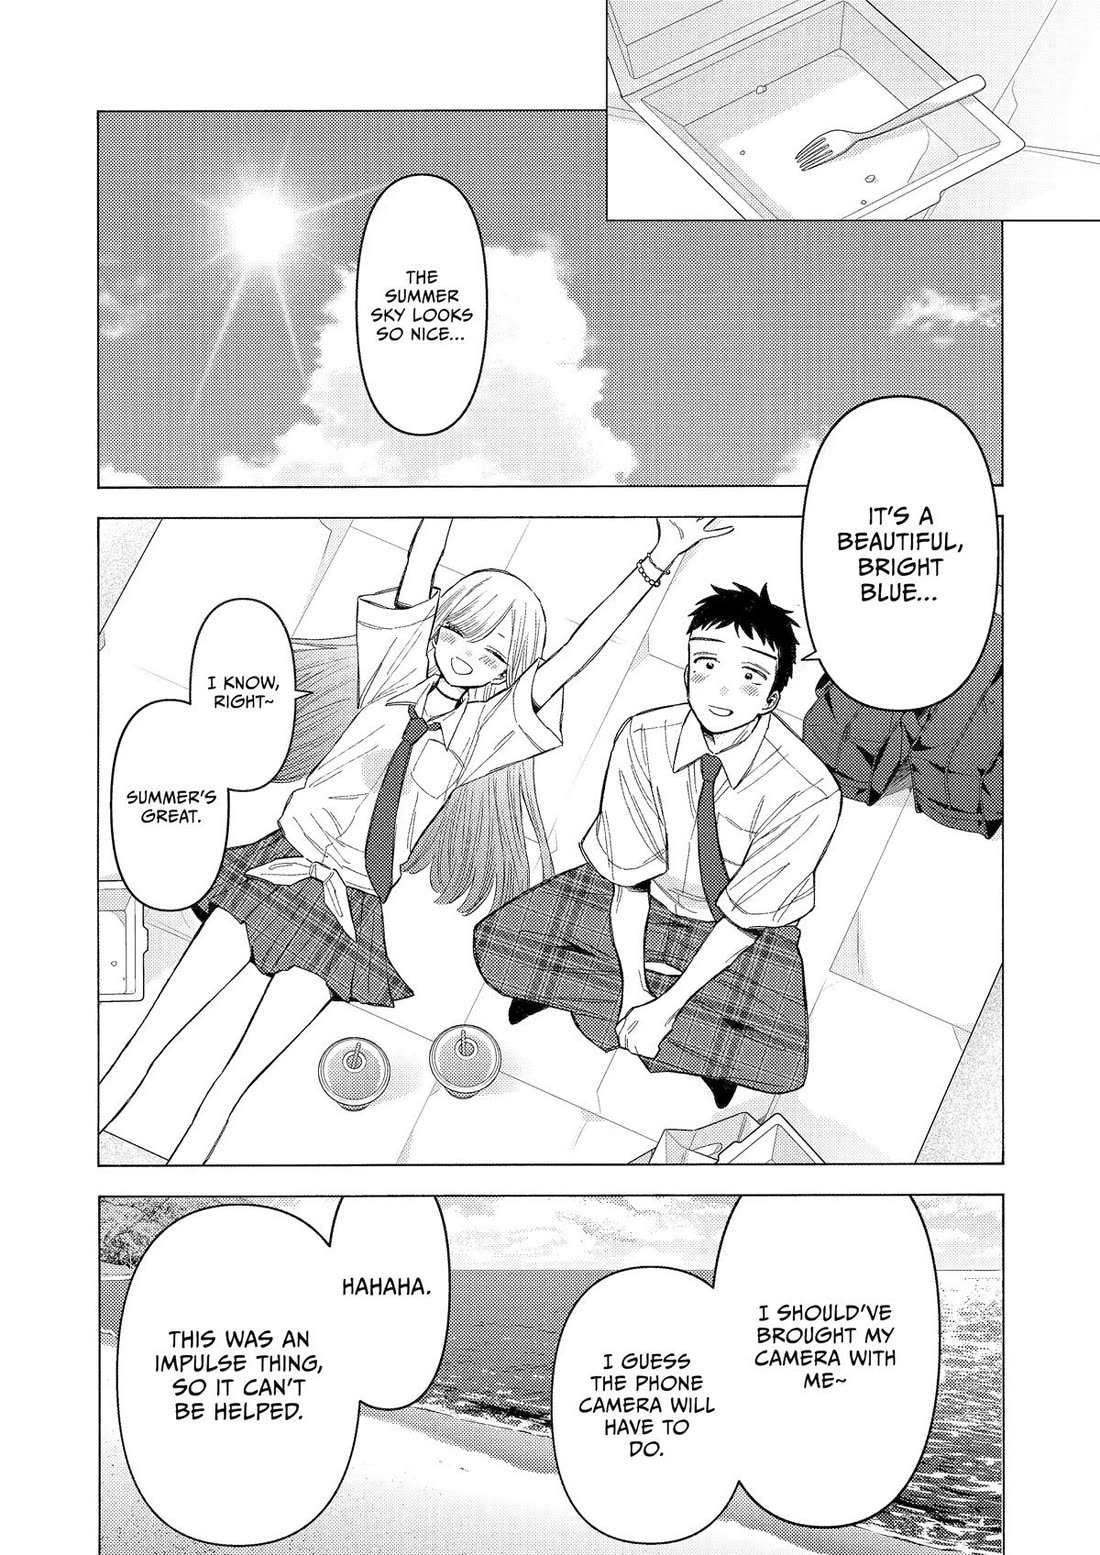 THE
SUMMER
SKY LOOKS
SO NICE...
IT'S A
BEAUTIFUL,
BRIGHT
BLUE...
I KNOW,
RIGHT~
SUMMER'S
GREAT.
I SHOULD'VE
BROUGHT MY
CAMERA WITH
ME~
I GUESS
THE PHONE
CAMERA WILL
HAVE TO
DO.
HAHAHA.
THIS WAS AN
IMPULSE THING,
SO IT CAN'T
BE HELPED.